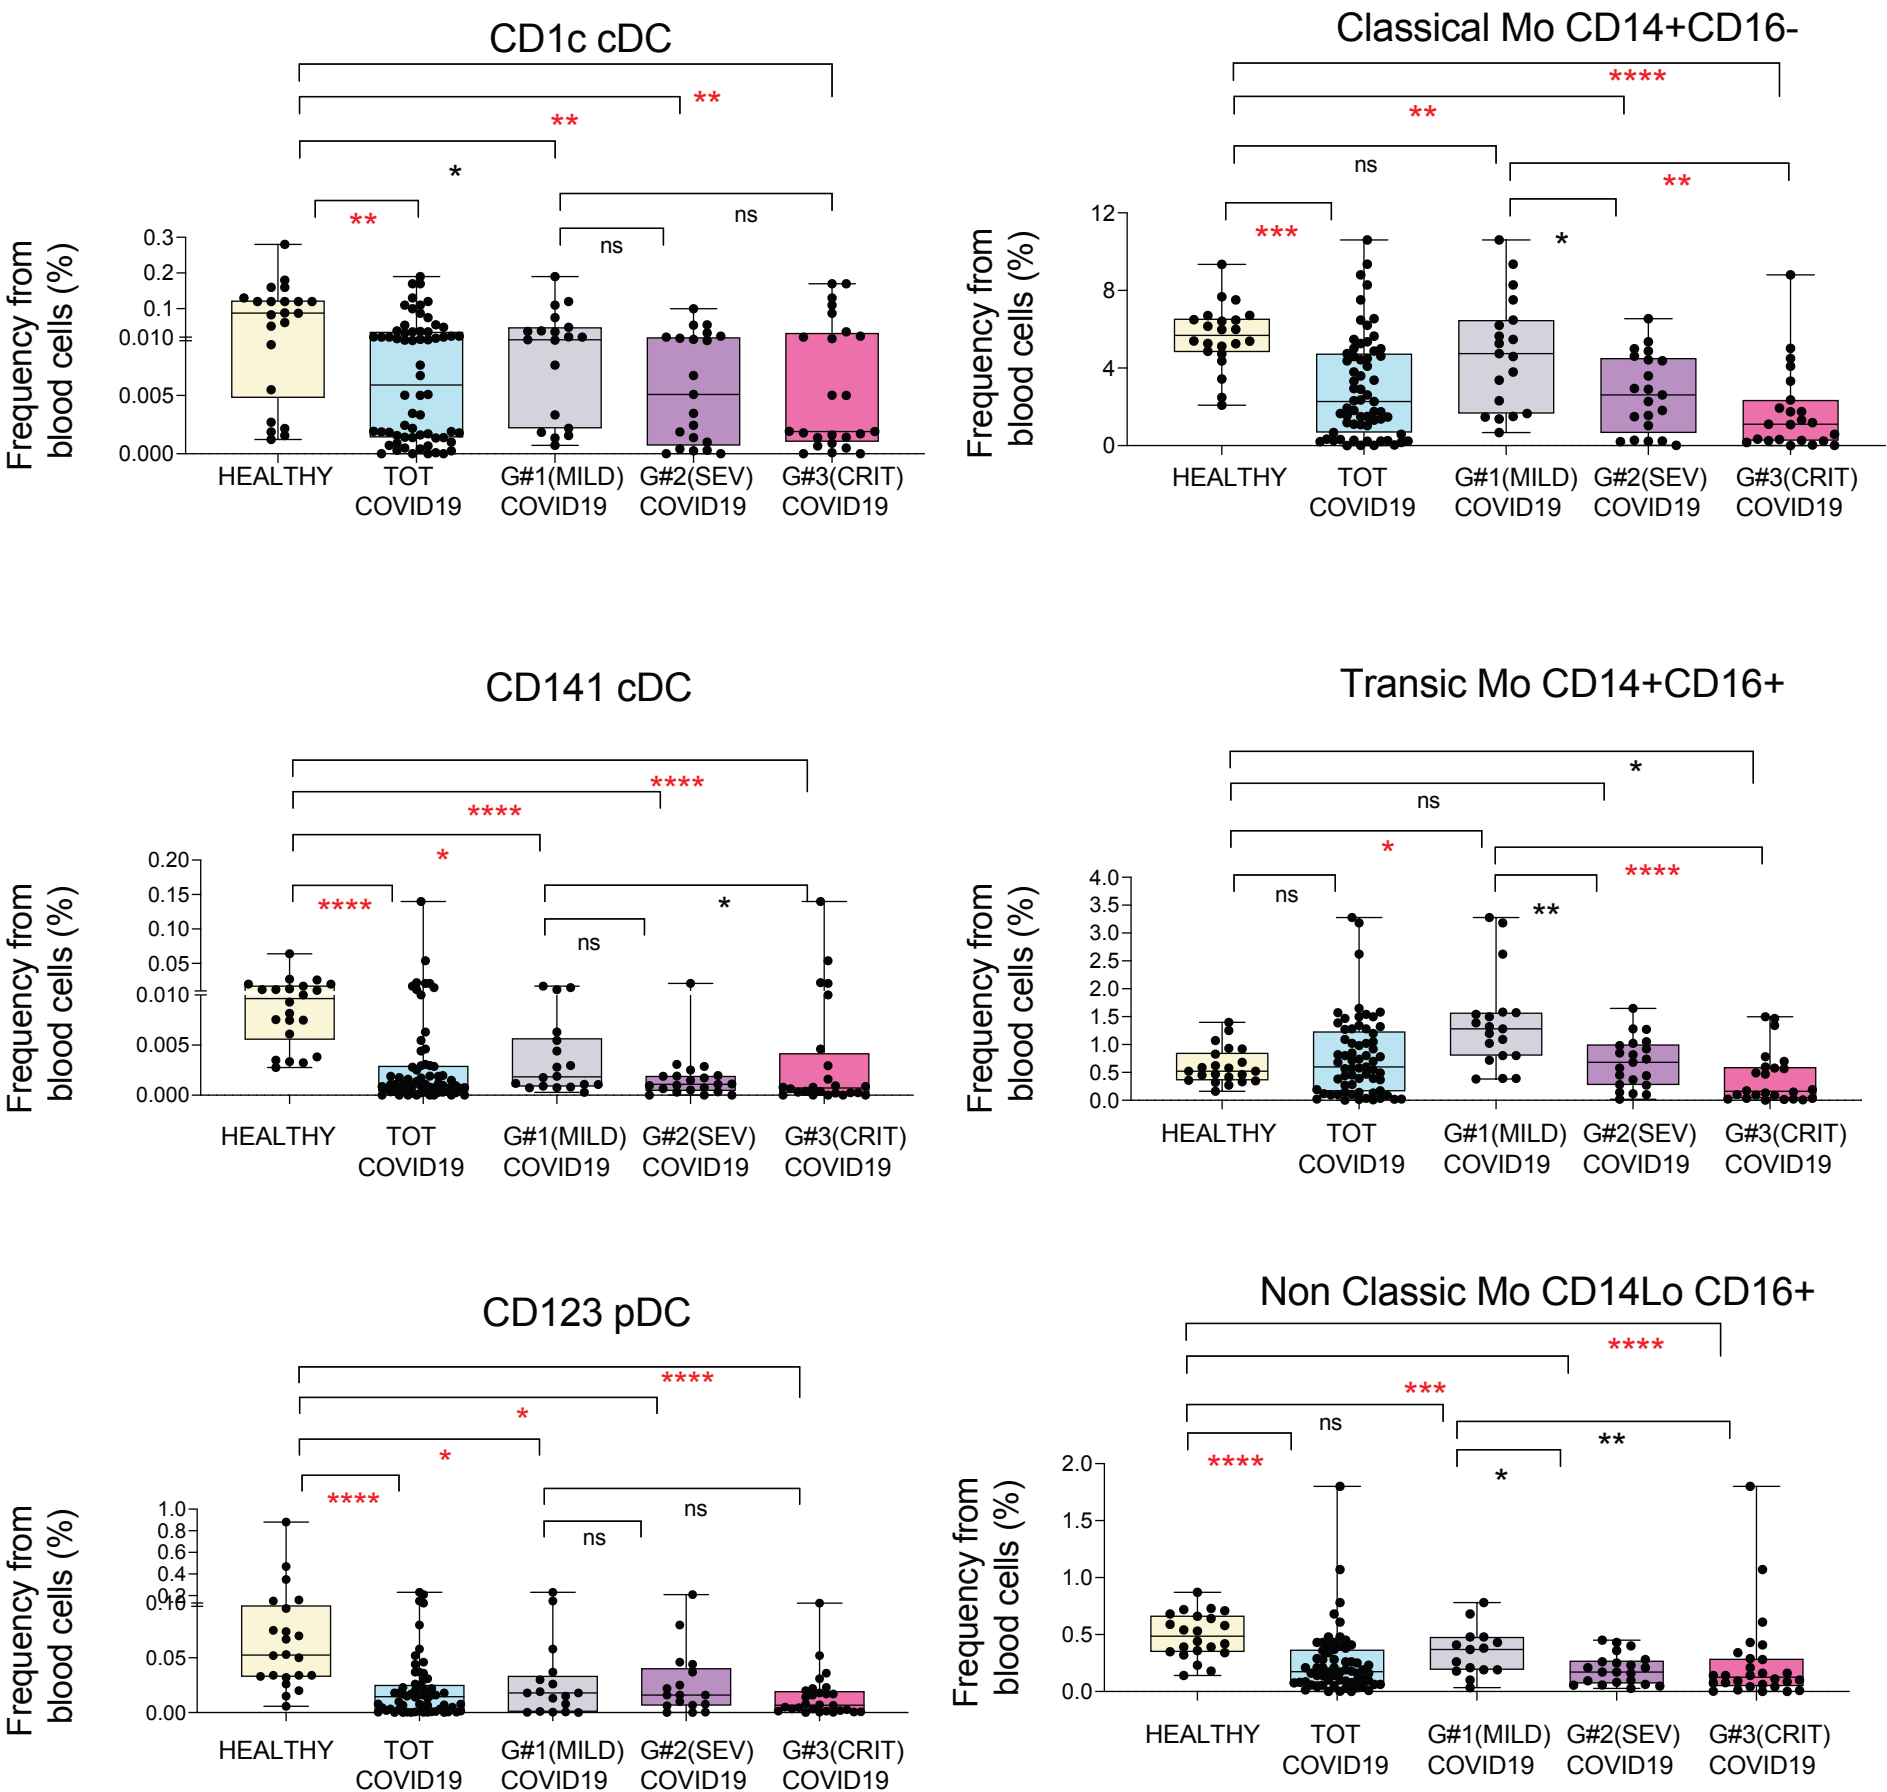 CD1c cDC
**
**
*
**
ns
ns
Frequency from
blood cells (%)
0.3
0.2
0.1
0.010
0.005
0.000
HEALTHY TOT G#1(MILD) G#2(SEV) G#3(CRIT)
COVID19 COVID19 COVID19 COVID19
Classical Mo CD14+CD16-
****
**
ns
**
***
*
Frequency from
blood cells (%)
12
8
4
0
HEALTHY TOT G#1(MILD) G#2(SEV) G#3(CRIT)
COVID19 COVID19 COVID19 COVID19
CD141 cDC
****
****
*
****
*
ns
Frequency from
blood cells (%)
0.20
0.15
0.10
0.05
0.010
0.005
0.000
HEALTHY TOT G#1(MILD) G#2(SEV) G#3(CRIT)
COVID19 COVID19 COVID19 COVID19
Transic Mo CD14+CD16+
*
ns
*
****
ns
**
Frequency from
blood cells (%)
4.0
3.5
3.0
2.5
2.0
1.5
1.0
0.5
0.0
HEALTHY TOT G#1(MILD) G#2(SEV) G#3(CRIT)
COVID19 COVID19 COVID19 COVID19
CD123 pDC
****
*
*
****
ns
ns
Frequency from
blood cells (%)
1.0
0.8
0.6
0.4
0.2
0.10
0.05
0.00
HEALTHY TOT G#1(MILD) G#2(SEV) G#3(CRIT)
COVID19 COVID19 COVID19 COVID19
Non Classic Mo CD14Lo CD16+
****
***
ns
**
****
*
Frequency from
blood cells (%)
2.0
1.5
1.0
0.5
0.0
HEALTHY TOT G#1(MILD) G#2(SEV) G#3(CRIT)
COVID19 COVID19 COVID19 COVID19